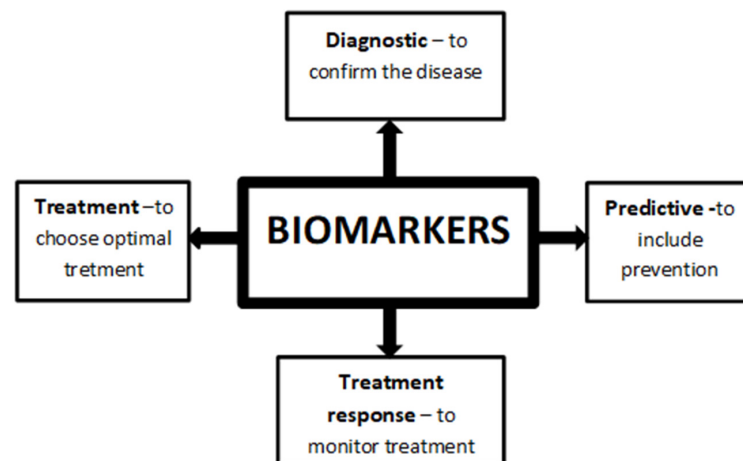 Diagnostic – to
confirm the disease
Treatment –to
choose optimal
tretment
BIOMARKERS
Predictive -to
include
prevention
Treatment
response – to
monitor treatment